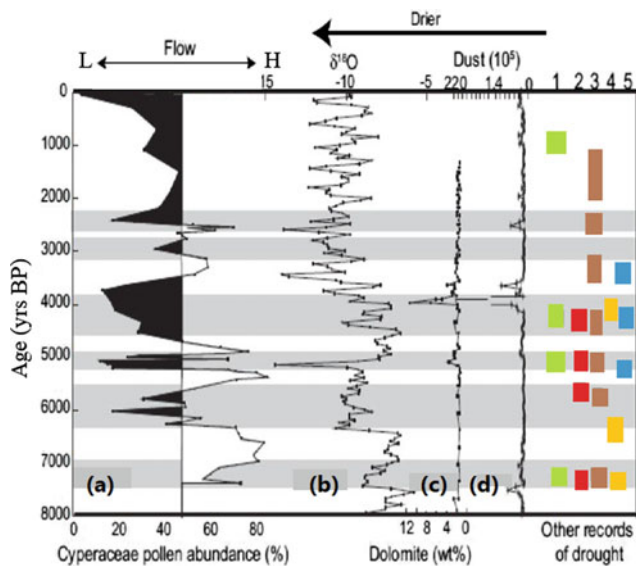 Drier
L Flow H
δ¹⁸O
Dust (10⁵)
15 -10 -5 220 1.4 1 2 3 4 5
0
1000
2000
3000
4000
5000
6000
7000
8000
Age (yrs BP)
(a) (b) (c) (d)
0 20 40 60 80
12 8 4 0
Cyperaceae pollen abundance (%)
Dolomite (wt%)
Other records
of drought